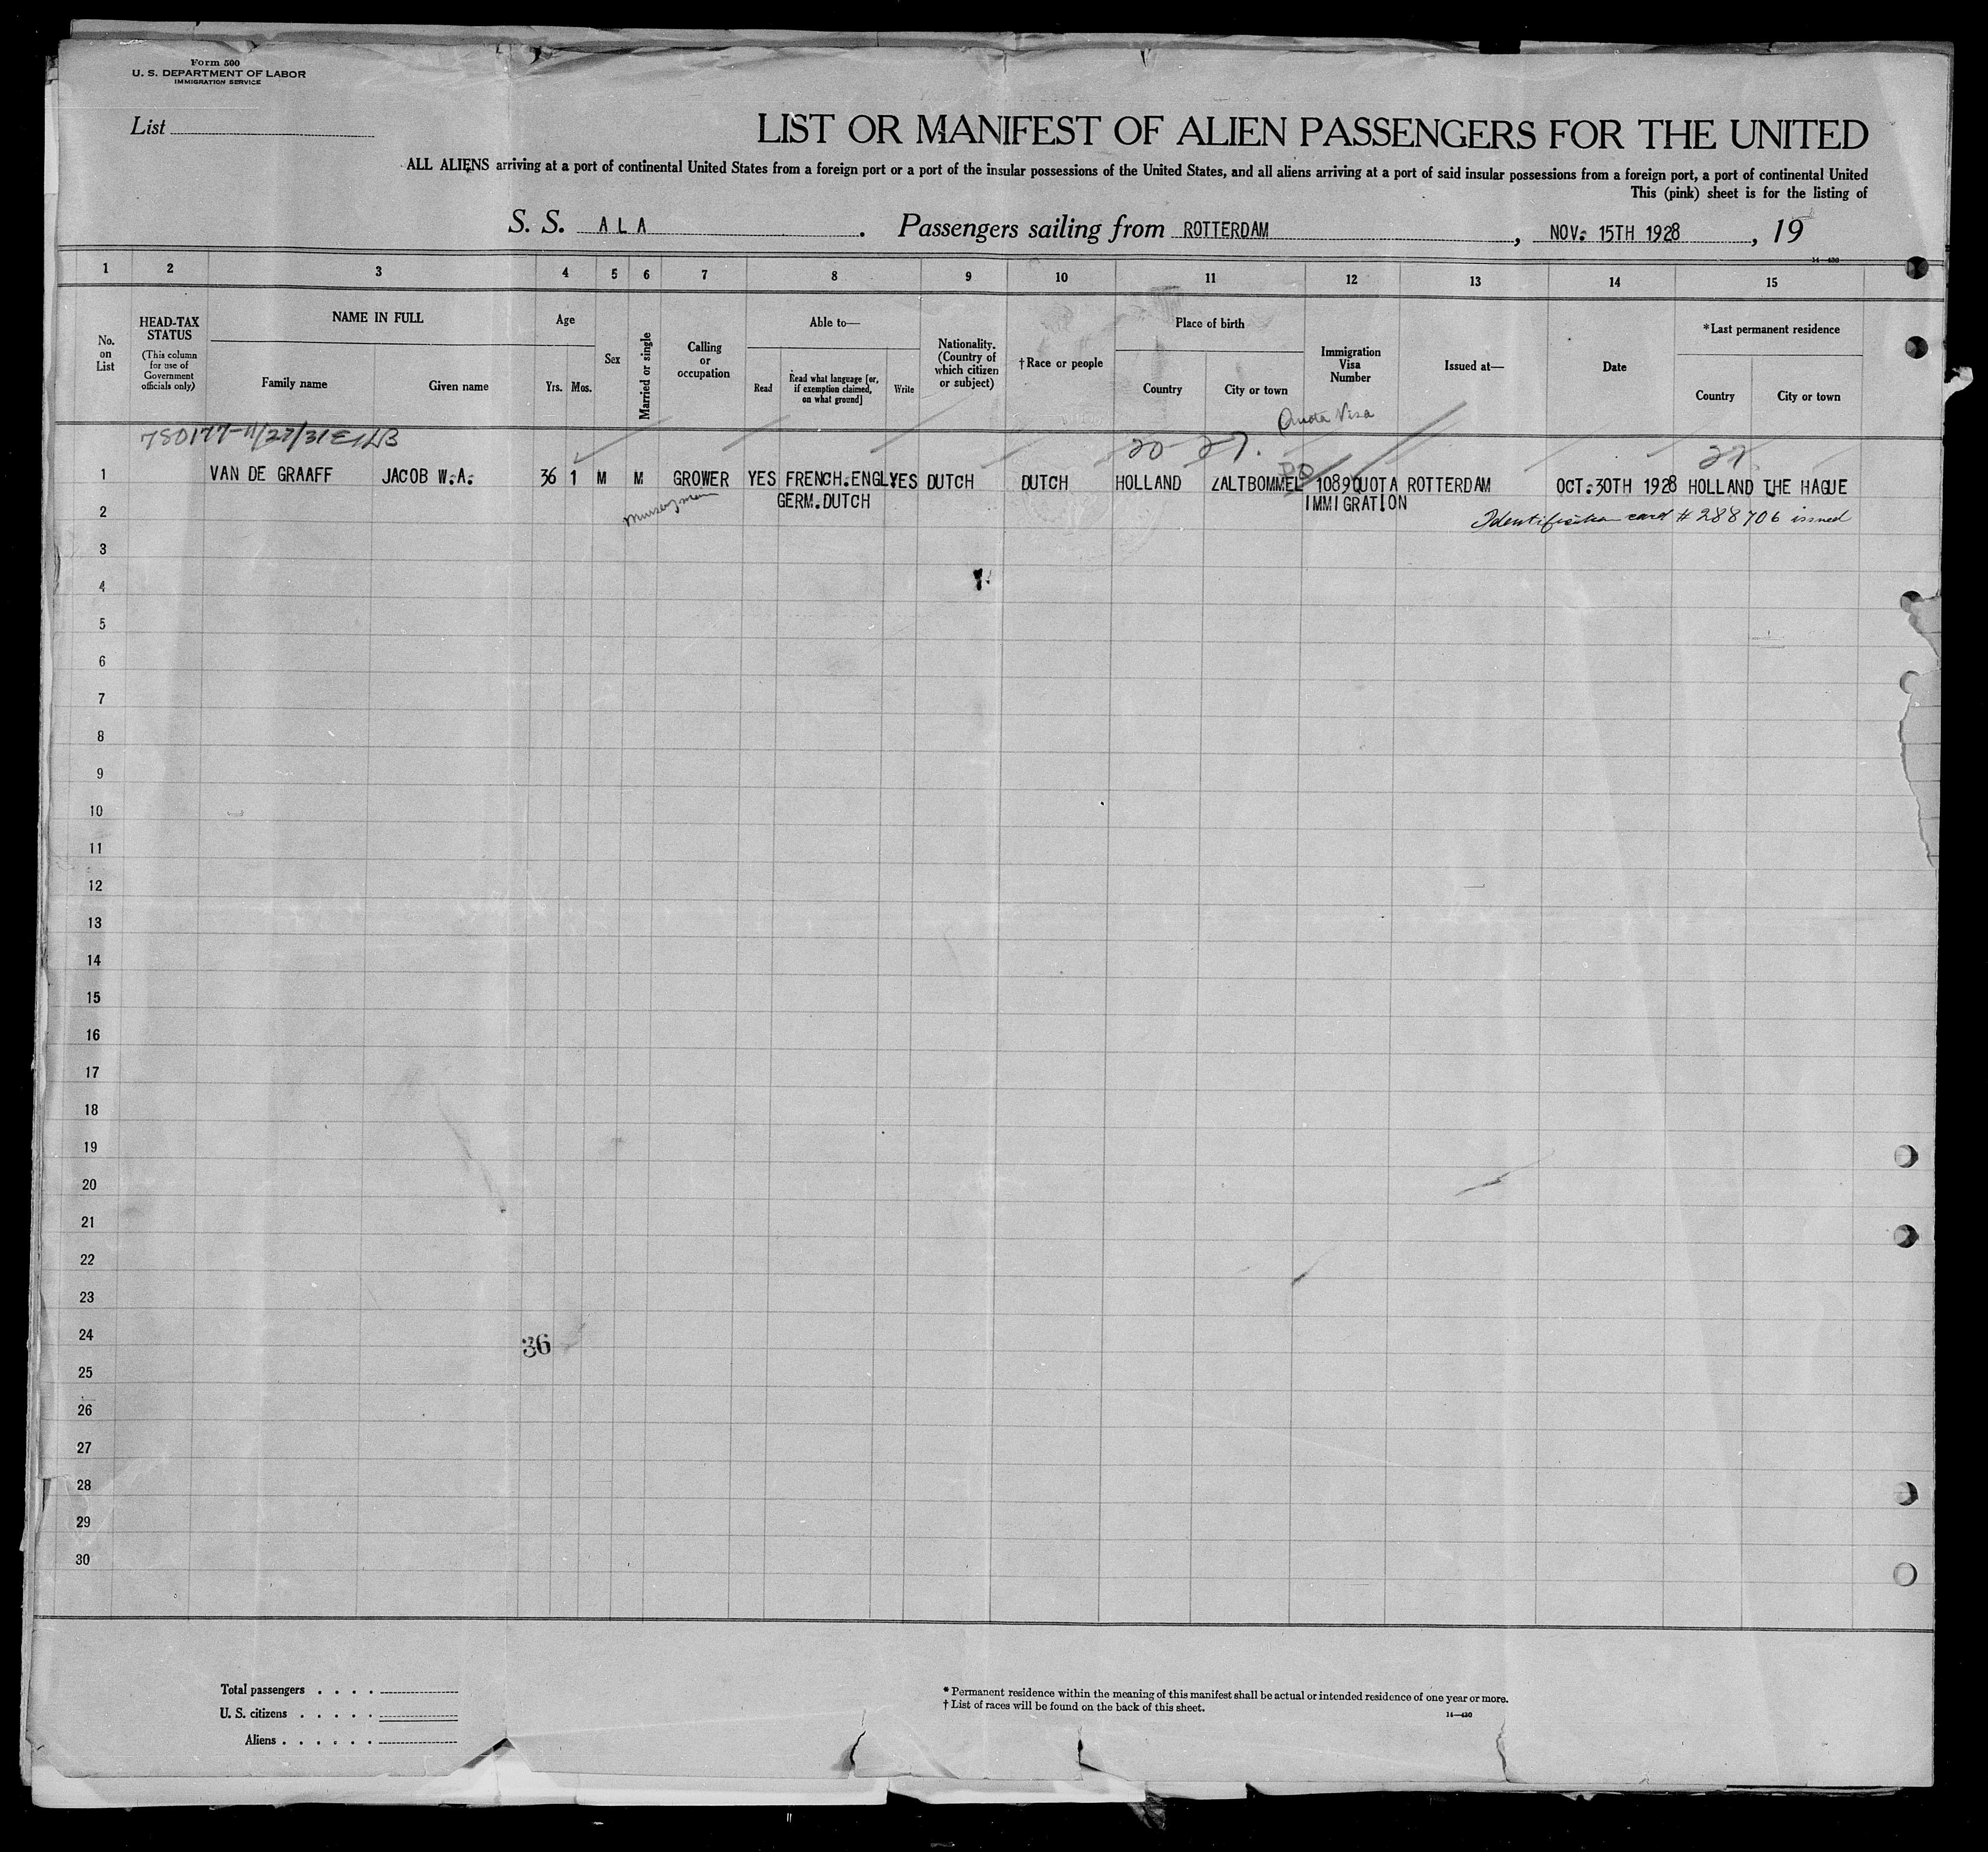 Form 500
U. S. DEPARTMENT OF LABOR
IMMIGRATION SERVICE
List
LIST OR MANIFEST OF ALIEN PASSENGERS FOR THE UNITED
ALL ALIENS arriving at a port of continental United States from a foreign port or a port of the insular possessions of the United States, and all aliens arriving at a port of said insular possessions from a foreign port, a port of continental United
This (pink) sheet is for the listing of
S. S. ALA. Passengers sailing from ROTTERDAM, NOV. 15TH 1928, 19
14—430
1 2 3 4 5 6 7 8 9 10 11 12 13 14 15
No. on List
HEAD-TAX STATUS
(This column for use of Government officials only)
NAME IN FULL
Family name Given name
Age
Yrs. Mos.
Sex
Married or single
Calling or occupation
Able to—
Read
Read what language [or, if exemption claimed, on what ground]
Write
Nationality. (Country of which citizen or subject)
†Race or people
Place of birth
Country City or town
Immigration Visa Number
Issued at—
Date
*Last permanent residence
Country City or town
Quota Visa
20 27. 27.
1 VAN DE GRAAFF JACOB W.A. 36 1 M M GROWER YES FRENCH.ENGL. YES DUTCH DUTCH HOLLAND ZALTBOMMEL 1089QUOTA ROTTERDAM OCT. 30TH 1928 HOLLAND THE HAGUE
Nurseryman GERM.DUTCH IMMIGRATION
2 Identification card # 288706 issued
3
4
5
6
7
8
9
10
11
12
13
14
15
16
17
18
19
20
21
22
23
24
36
25
26
27
28
29
30
Total passengers . . . .
U. S. citizens . . . . .
Aliens . . . . . .
* Permanent residence within the meaning of this manifest shall be actual or intended residence of one year or more.
† List of races will be found on the back of this sheet.
14—430